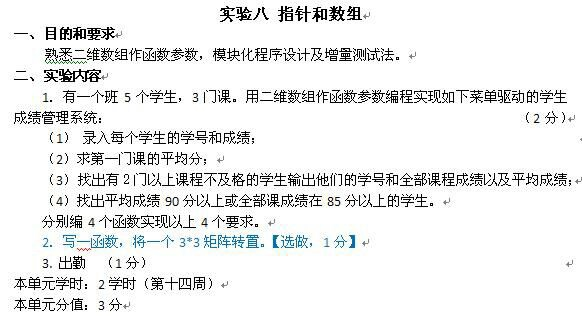 实验八 指针和数组
一、目的和要求
熟悉二维数组作函数参数，模块化程序设计及增量测试法。
二、实验内容
1. 有一个班 5 个学生，3 门课。用二维数组作函数参数编程实现如下菜单驱动的学生
成绩管理系统：（2 分）
（1） 录入每个学生的学号和成绩；
（2）求第一门课的平均分；
（3）找出有 2 门以上课程不及格的学生输出他们的学号和全部课程成绩以及平均成绩；
（4）找出平均成绩 90 分以上或全部课成绩在 85 分以上的学生。
分别编 4 个函数实现以上 4 个要求。
2. 写一函数，将一个 3*3 矩阵转置。【选做，1 分】
3. 出勤 （1 分）
本单元学时：2 学时（第十四周）
本单元分值：3 分